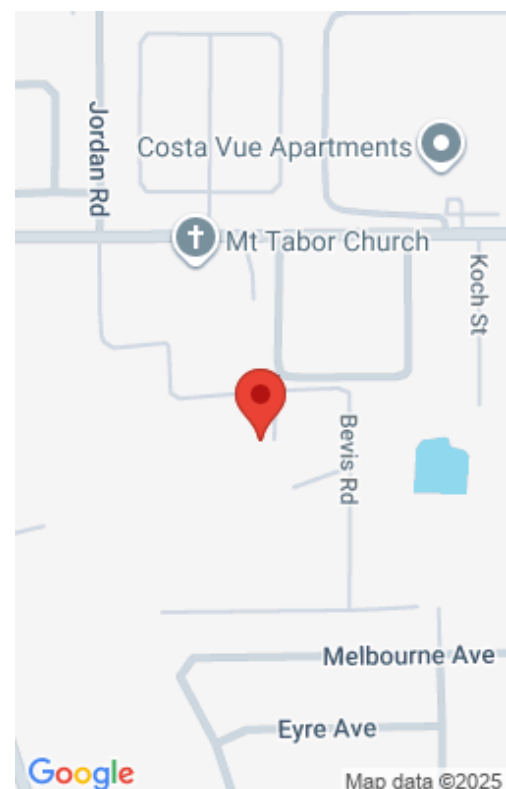 Jordan Rd
Costa Vue Apartments
Mt Tabor Church
Koch St
Bevis Rd
Melbourne Ave
Eyre Ave
Google
Map data ©2025